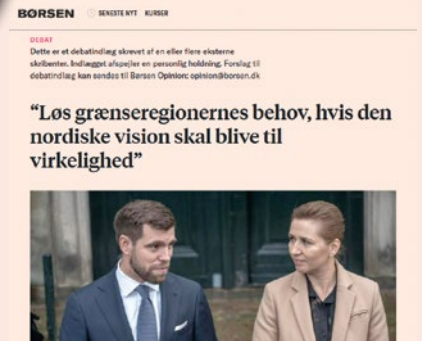 BØRSEN
SENESTE NYT KURSER
DEBAT
Dette er et debatindlæg skrevet af en eller flere eksterne
skribenter. Indlægget afspejler en personlig holdning. Forslag til
debatindlæg kan sendes til Børsen Opinion: opinion@borsen.dk
“Løs grænseregionernes behov, hvis den
nordiske vision skal blive til
virkelighed”